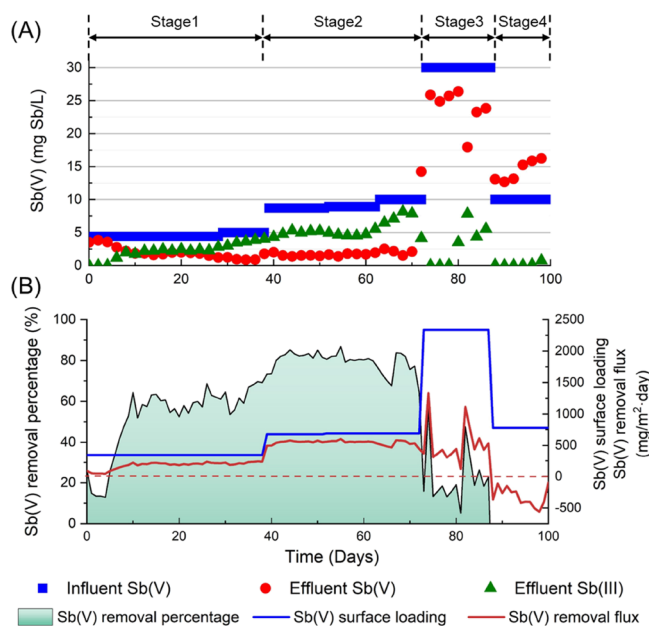 (A)
Stage1 Stage2 Stage3 Stage4
Sb(V) (mg Sb/L)
30
25
20
15
10
5
0
0 20 40 60 80 100
(B)
Sb(V) removal percentage (%)
100
80
60
40
20
0
2500
2000
1500
1000
500
0
-500
Sb(V) surface loading
Sb(V) removal flux
(mg/m²·day)
0 20 40 60 80 100
Time (Days)
Influent Sb(V) Effluent Sb(V) Effluent Sb(III)
Sb(V) removal percentage Sb(V) surface loading Sb(V) removal flux